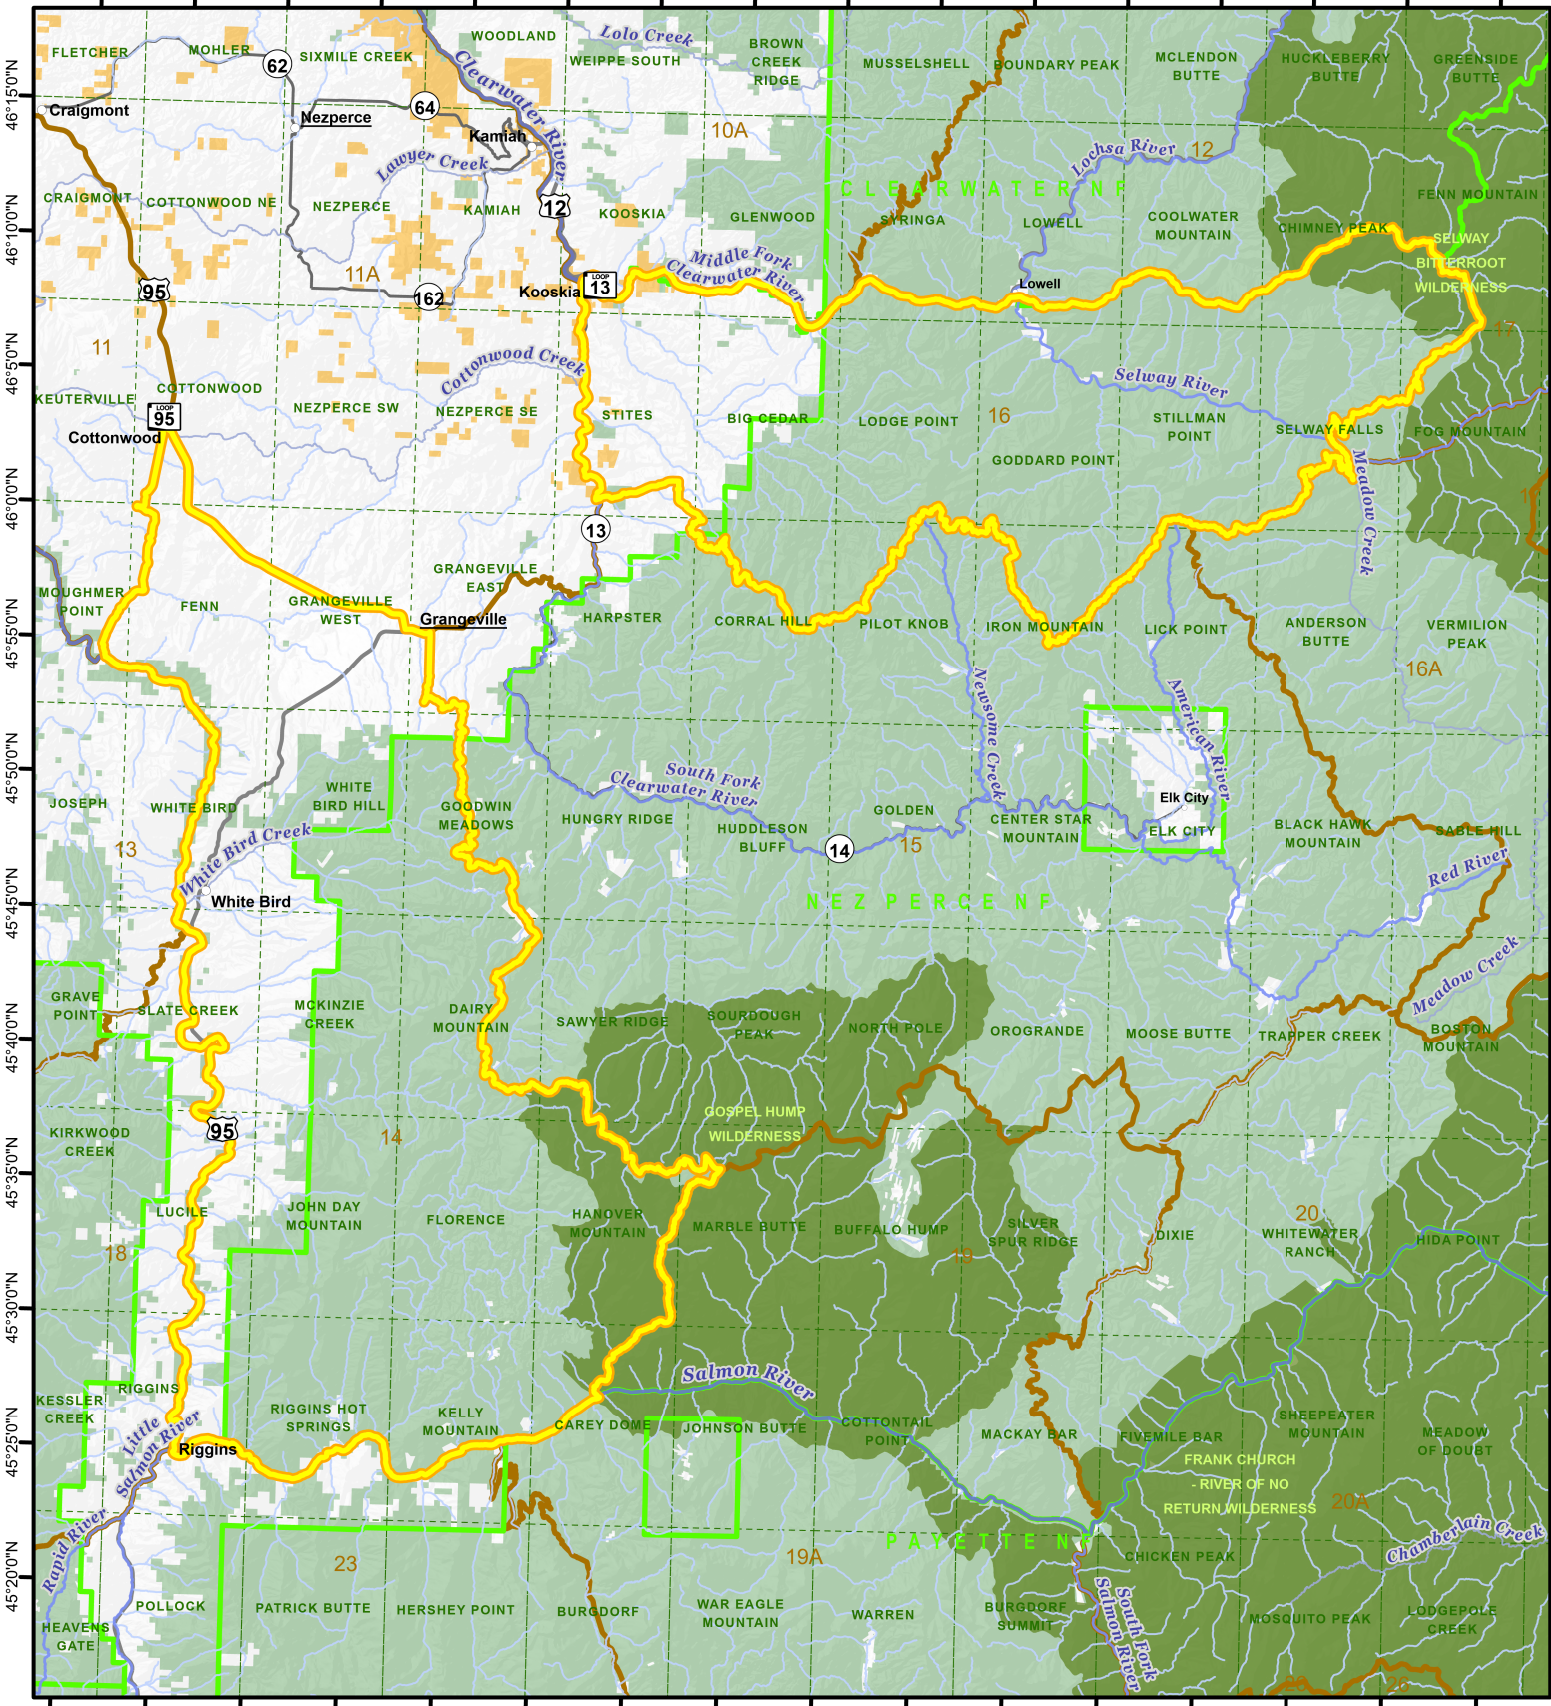 FLETCHER
MOHLER
SIXMILE CREEK
WOODLAND
WEIPPE SOUTH
Lolo Creek
BROWN
CREEK
RIDGE
MUSSELSHELL
BOUNDARY PEAK
MCLENDON
BUTTE
HUCKLEBERRY
BUTTE
GREENSIDE
BUTTE
62
64
Clearwater River
46°15'0"N
Craigmont
Nezperce
Kamiah
10A
Lawyer Creek
Lochsa River
12
CLEARWATER NF
CRAIGMONT
COTTONWOOD NE
NEZPERCE
KAMIAH
12
KOOSKIA
GLENWOOD
SYRINGA
LOWELL
COOLWATER
MOUNTAIN
CHIMNEY PEAK
FENN MOUNTAIN
46°10'0"N
SELWAY
BITTERROOT
WILDERNESS
Middle Fork
Clearwater River
11A
95
162
Kooskia
LOOP
13
Lowell
17
11
46°5'0"N
Cottonwood Creek
Selway River
KEUTERVILLE
COTTONWOOD
LOOP
95
Cottonwood
NEZPERCE SW
NEZPERCE SE
STITES
BIG CEDAR
LODGE POINT
16
STILLMAN
POINT
SELWAY FALLS
FOG MOUNTAIN
GODDARD POINT
Meadow Creek
46°0'0"N
13
MOUGHMER
POINT
FENN
GRANGEVILLE
WEST
GRANGEVILLE
EAST
Grangeville
HARPSTER
CORRAL HILL
PILOT KNOB
IRON MOUNTAIN
LICK POINT
ANDERSON
BUTTE
VERMILION
PEAK
45°55'0"N
16A
Newsome Creek
American River
45°50'0"N
JOSEPH
WHITE BIRD
WHITE
BIRD HILL
GOODWIN
MEADOWS
South Fork
Clearwater River
HUNGRY RIDGE
HUDDLESON
BLUFF
GOLDEN
CENTER STAR
MOUNTAIN
Elk City
ELK CITY
BLACK HAWK
MOUNTAIN
SABLE HILL
13
White Bird Creek
14
15
Red River
45°45'0"N
White Bird
NEZ PERCE NF
Meadow Creek
GRAVE
POINT
SLATE CREEK
MCKINZIE
CREEK
DAIRY
MOUNTAIN
SAWYER RIDGE
SOURDOUGH
PEAK
NORTH POLE
OROGRANDE
MOOSE BUTTE
TRAPPER CREEK
BOSTON
MOUNTAIN
45°40'0"N
GOSPEL HUMP
WILDERNESS
95
14
KIRKWOOD
CREEK
45°35'0"N
LUCILE
JOHN DAY
MOUNTAIN
FLORENCE
HANOVER
MOUNTAIN
MARBLE BUTTE
BUFFALO HUMP
SILVER
SPUR RIDGE
DIXIE
20
WHITEWATER
RANCH
HIDA POINT
18
19
45°30'0"N
Salmon River
KESSLER
CREEK
RIGGINS
RIGGINS HOT
SPRINGS
KELLY
MOUNTAIN
CAREY DOME
JOHNSON BUTTE
COTTONTAIL
POINT
MACKAY BAR
FIVEMILE BAR
SHEEPEATER
MOUNTAIN
MEADOW
OF DOUBT
45°25'0"N
Little
Salmon River
Riggins
FRANK CHURCH
- RIVER OF NO
RETURN WILDERNESS
20A
Rapid River
Chamberlain Creek
PAYETTE NF
23
19A
CHICKEN PEAK
45°20'0"N
POLLOCK
PATRICK BUTTE
HERSHEY POINT
BURGDORF
WAR EAGLE
MOUNTAIN
WARREN
BURGDORF
SUMMIT
South Fork
Salmon River
MOSQUITO PEAK
LODGEPOLE
CREEK
HEAVENS
GATE
26